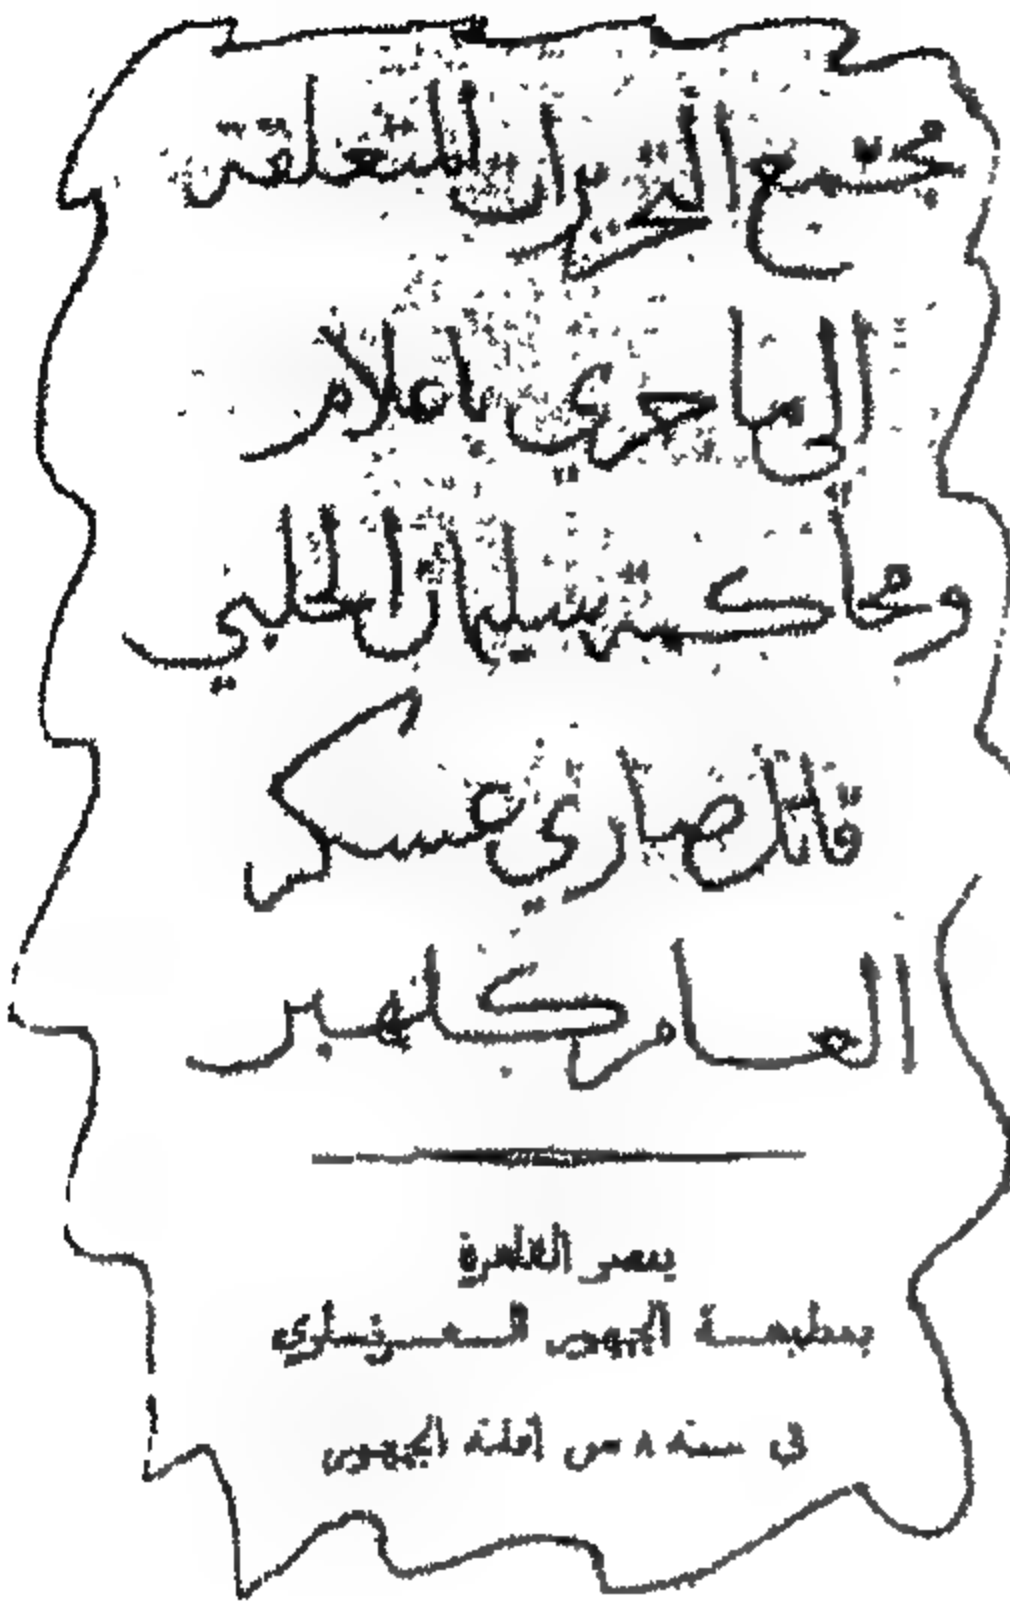 مجمع التحريرات المتعلقة
الى ما جرى باعلام
ومحاكمة سليمان الحلبي
قاتل صاري عسكر
العام كلهبر
بمصر القاهرة
بمطبعة الجمهور الفرنساوي
في سنة ٨ من اقامة الجمهور